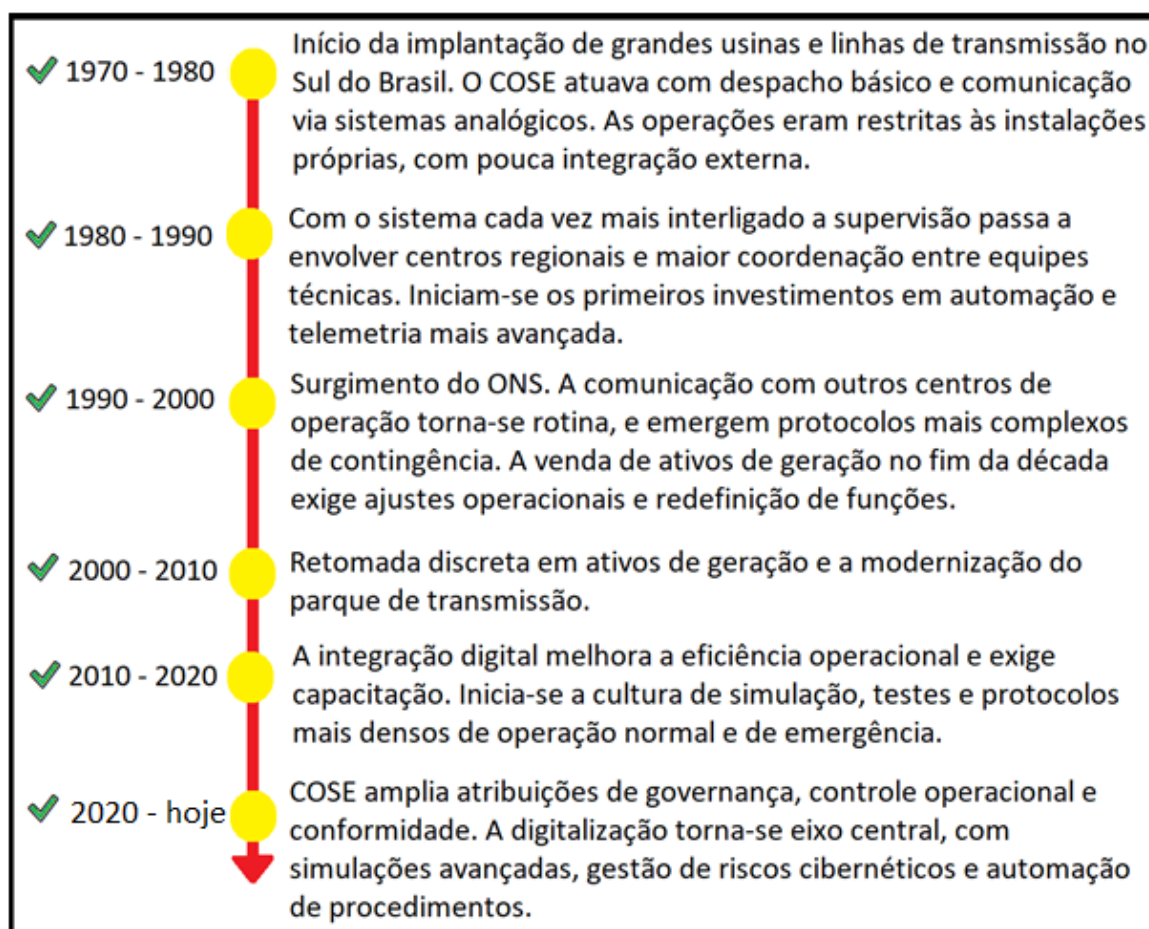 1970 - 1980
Início da implantação de grandes usinas e linhas de transmissão no
Sul do Brasil. O COSE atuava com despacho básico e comunicação
via sistemas analógicos. As operações eram restritas às instalações
próprias, com pouca integração externa.
1980 - 1990
Com o sistema cada vez mais interligado a supervisão passa a
envolver centros regionais e maior coordenação entre equipes
técnicas. Iniciam-se os primeiros investimentos em automação e
telemetria mais avançada.
1990 - 2000
Surgimento do ONS. A comunicação com outros centros de
operação torna-se rotina, e emergem protocolos mais complexos
de contingência. A venda de ativos de geração no fim da década
exige ajustes operacionais e redefinição de funções.
2000 - 2010
Retomada discreta em ativos de geração e a modernização do
parque de transmissão.
2010 - 2020
A integração digital melhora a eficiência operacional e exige
capacitação. Inicia-se a cultura de simulação, testes e protocolos
mais densos de operação normal e de emergência.
2020 - hoje
COSE amplia atribuições de governança, controle operacional e
conformidade. A digitalização torna-se eixo central, com
simulações avançadas, gestão de riscos cibernéticos e automação
de procedimentos.